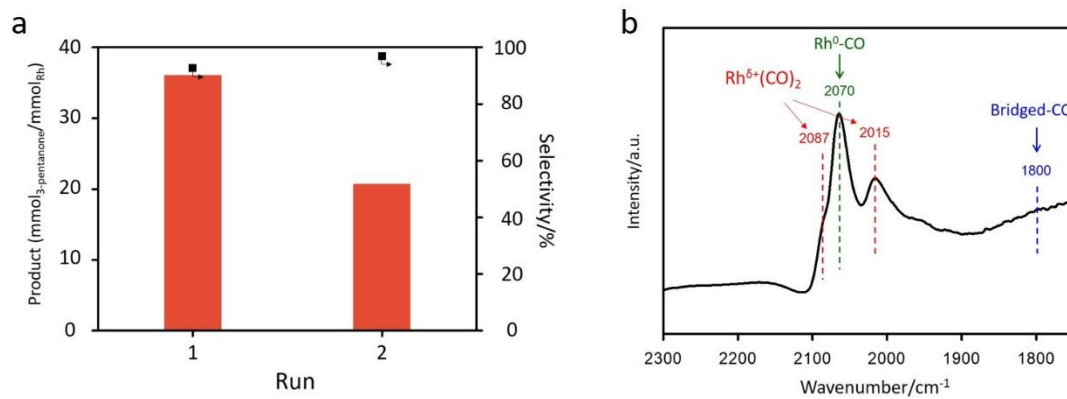 a
Product (mmol3-pentanone/mmolRh)
40
30
20
10
0
100
80
60
40
20
0
Selectivity/%
1
2
Run
b
Intensity/a.u.
Rh⁰-CO
2070
Rhδ+(CO)2
2087
2015
Bridged-CO
1800
2300
2200
2100
2000
1900
1800
Wavenumber/cm-1